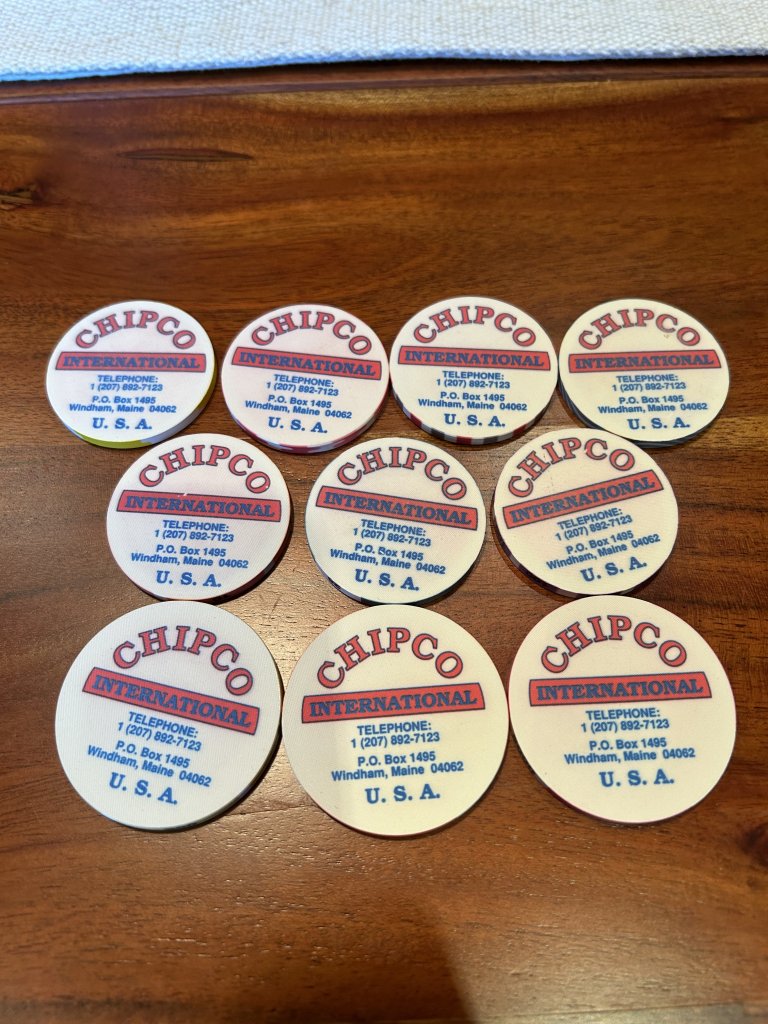 CHIPCO
INTERNATIONAL
TELEPHONE:
1 (207) 892-7123
P.O. Box 1495
Windham, Maine 04062
U. S. A.
CHIPCO
INTERNATIONAL
TELEPHONE:
1 (207) 892-7123
P.O. Box 1495
Windham, Maine 04062
U. S. A.
CHIPCO
INTERNATIONAL
TELEPHONE:
1 (207) 892-7123
P.O. Box 1495
Windham, Maine 04062
U. S. A.
CHIPCO
INTERNATIONAL
TELEPHONE:
1 (207) 892-7123
P.O. Box 1495
Windham, Maine 04062
U. S. A.
CHIPCO
INTERNATIONAL
TELEPHONE:
1 (207) 892-7123
P.O. Box 1495
Windham, Maine 04062
U. S. A.
CHIPCO
INTERNATIONAL
TELEPHONE:
1 (207) 892-7123
P.O. Box 1495
Windham, Maine 04062
U. S. A.
CHIPCO
INTERNATIONAL
TELEPHONE:
1 (207) 892-7123
P.O. Box 1495
Windham, Maine 04062
U. S. A.
CHIPCO
INTERNATIONAL
TELEPHONE:
1 (207) 892-7123
P.O. Box 1495
Windham, Maine 04062
U. S. A.
CHIPCO
INTERNATIONAL
TELEPHONE:
1 (207) 892-7123
P.O. Box 1495
Windham, Maine 04062
U. S. A.
CHIPCO
INTERNATIONAL
TELEPHONE:
1 (207) 892-7123
P.O. Box 1495
Windham, Maine 04062
U. S. A.